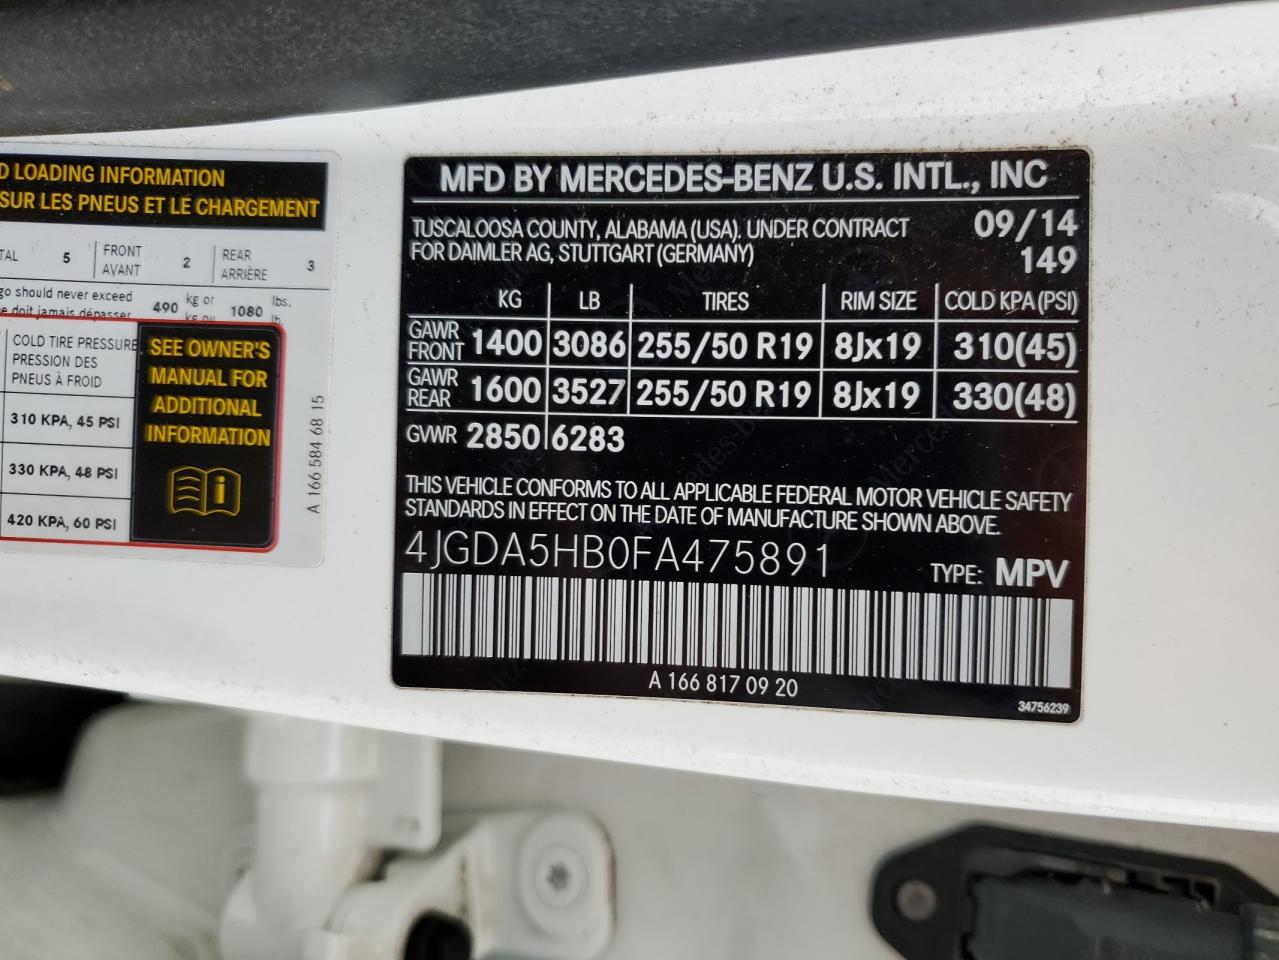 D LOADING INFORMATION
SUR LES PNEUS ET LE CHARGEMENT
TAL 5 FRONT AVANT 2 REAR ARRIÈRE 3
go should never exceed 490 kg or 1080 lbs.
e doit jamais dépasser kg ou lb.
COLD TIRE PRESSURE
PRESSION DES
PNEUS À FROID
310 KPA, 45 PSI
330 KPA, 48 PSI
420 KPA, 60 PSI
SEE OWNER'S
MANUAL FOR
ADDITIONAL
INFORMATION
A 166 584 68 15
MFD BY MERCEDES-BENZ U.S. INTL., INC
TUSCALOOSA COUNTY, ALABAMA (USA). UNDER CONTRACT 09/14
FOR DAIMLER AG, STUTTGART (GERMANY) 149
KG LB TIRES RIM SIZE COLD KPA (PSI)
GAWR FRONT 1400 3086 255/50 R19 8Jx19 310(45)
GAWR REAR 1600 3527 255/50 R19 8Jx19 330(48)
GVWR 2850 6283
THIS VEHICLE CONFORMS TO ALL APPLICABLE FEDERAL MOTOR VEHICLE SAFETY
STANDARDS IN EFFECT ON THE DATE OF MANUFACTURE SHOWN ABOVE.
4JGDA5HB0FA475891 TYPE: MPV
A 166 817 09 20
34756239